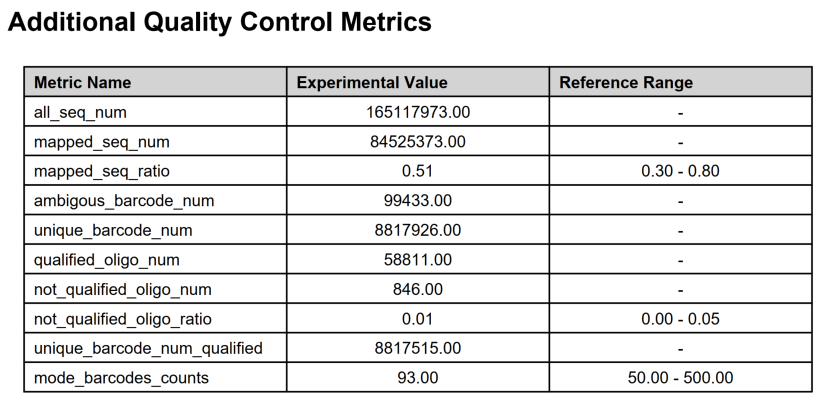 Additional Quality Control Metrics
Metric Name Experimental Value Reference Range
all_seq_num 165117973.00 -
mapped_seq_num 84525373.00 -
mapped_seq_ratio 0.51 0.30 - 0.80
ambigous_barcode_num 99433.00 -
unique_barcode_num 8817926.00 -
qualified_oligo_num 58811.00 -
not_qualified_oligo_num 846.00 -
not_qualified_oligo_ratio 0.01 0.00 - 0.05
unique_barcode_num_qualified 8817515.00 -
mode_barcodes_counts 93.00 50.00 - 500.00